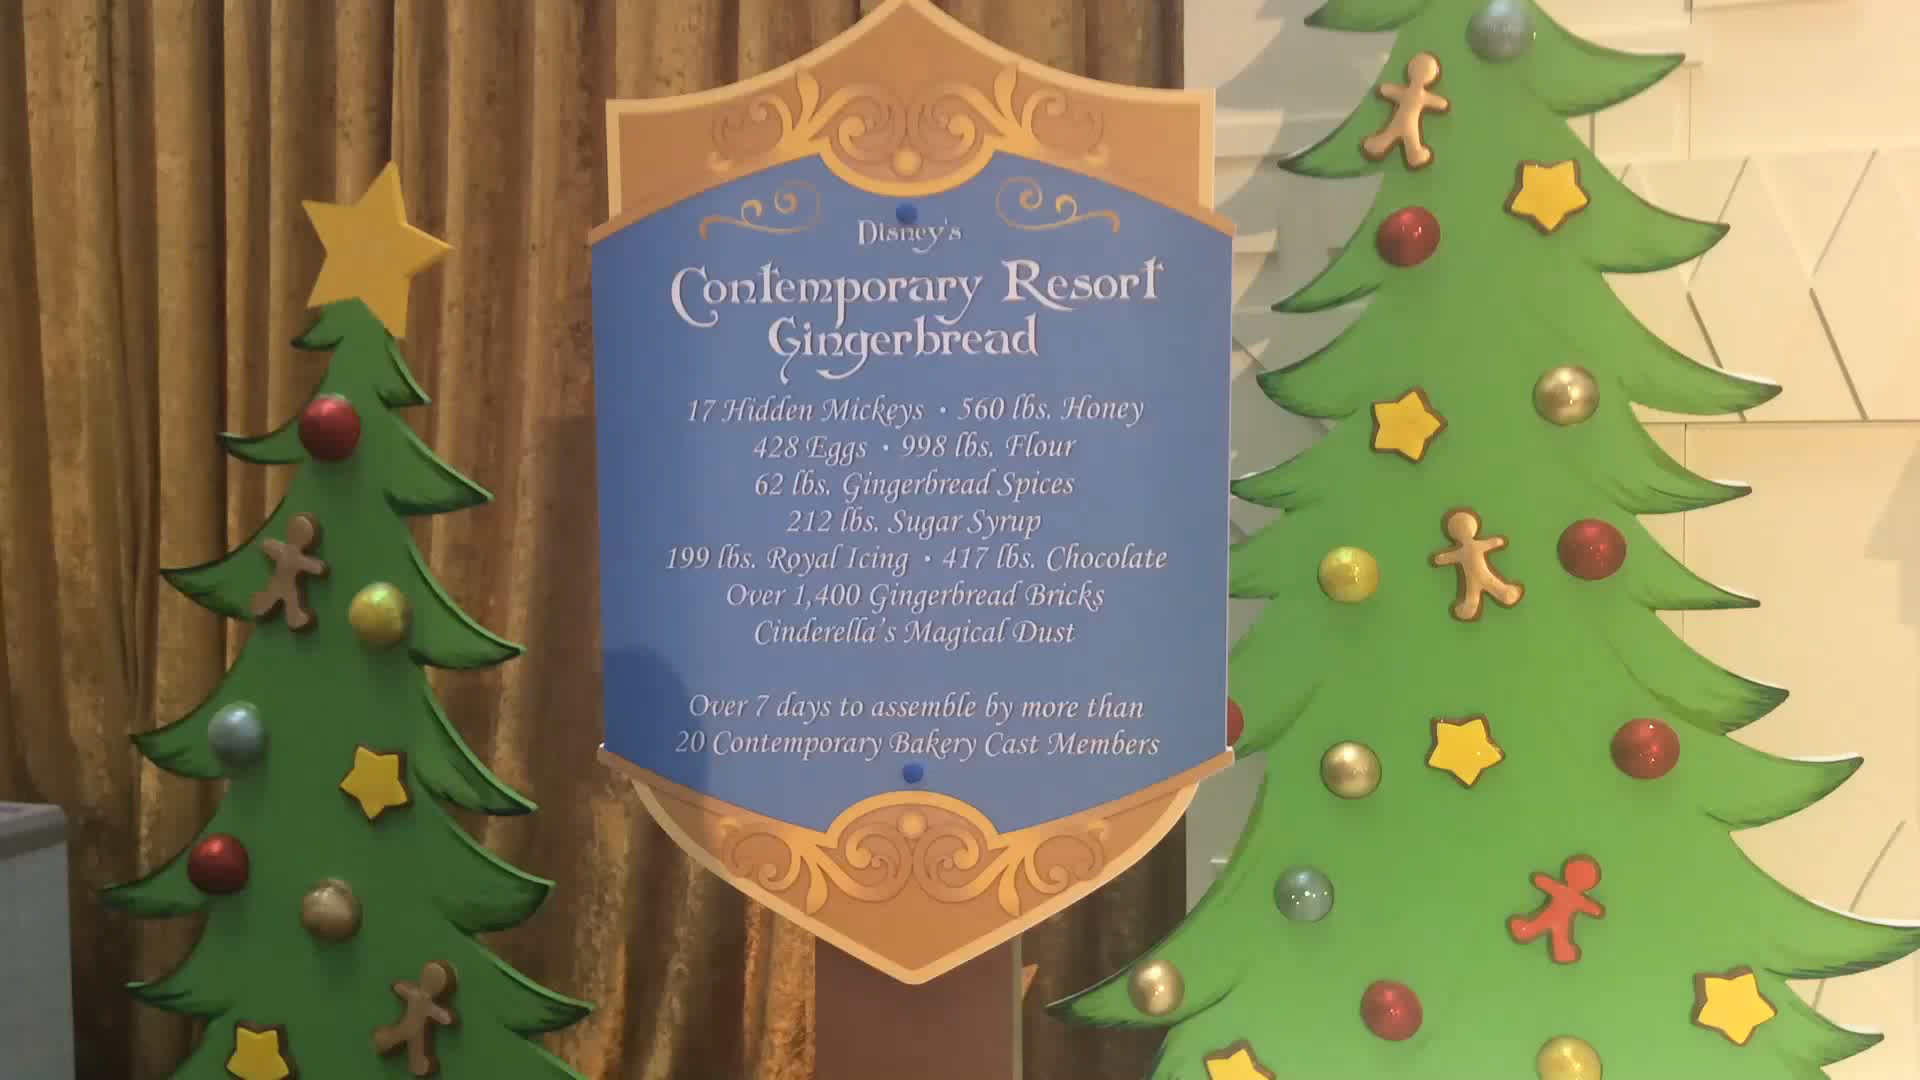 Disney's
Contemporary Resort
Gingerbread
17 Hidden Mickeys • 560 lbs. Honey
428 Eggs • 998 lbs. Flour
62 lbs. Gingerbread Spices
212 lbs. Sugar Syrup
199 lbs. Royal Icing • 417 lbs. Chocolate
Over 1,400 Gingerbread Bricks
Cinderella's Magical Dust
Over 7 days to assemble by more than
20 Contemporary Bakery Cast Members